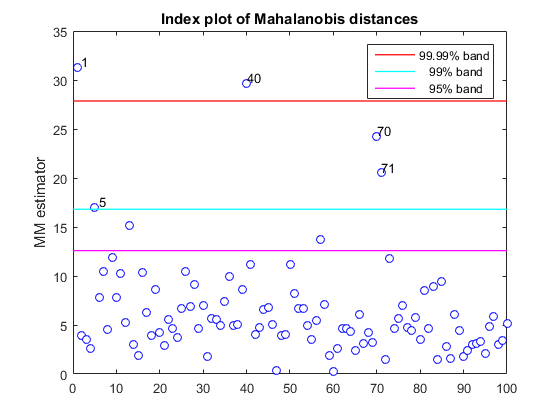 Index plot of Mahalanobis distances
35
30
25
20
15
10
5
0
MM estimator
1
40
70
71
5
99.99% band
99% band
95% band
0 10 20 30 40 50 60 70 80 90 100